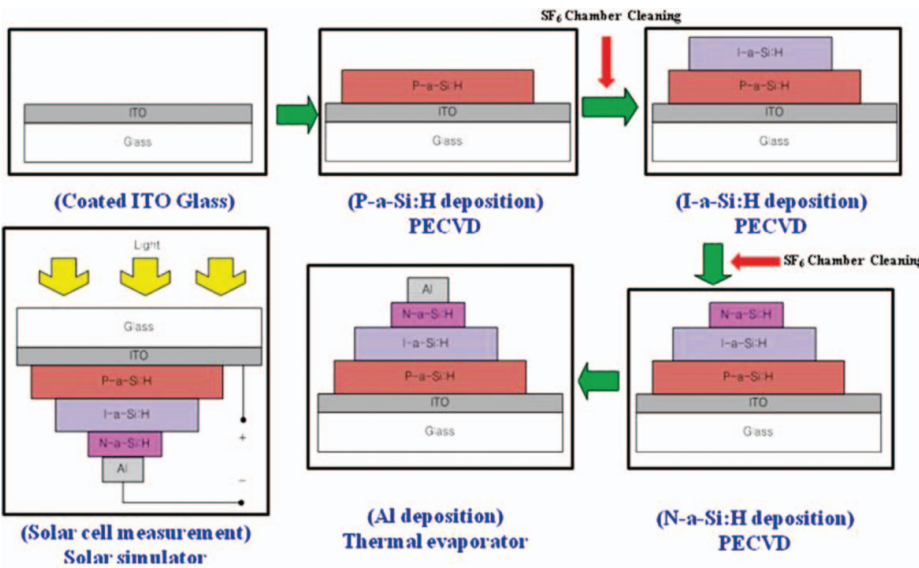 SF6 Chamber Cleaning
ITO
Glass
(Coated ITO Glass)
P-a-Si:H
ITO
Glass
(P-a-Si:H deposition)
PECVD
I-a-Si:H
P-a-Si:H
ITO
Glass
(I-a-Si:H deposition)
PECVD
SF6 Chamber Cleaning
N-a-Si:H
I-a-Si:H
P-a-Si:H
ITO
Glass
(N-a-Si:H deposition)
PECVD
Al
N-a-Si:H
I-a-Si:H
P-a-Si:H
ITO
Glass
(Al deposition)
Thermal evaporator
Light
Glass
ITO
P-a-Si:H
I-a-Si:H
N-a-Si:H
Al
+
−
(Solar cell measurement)
Solar simulator